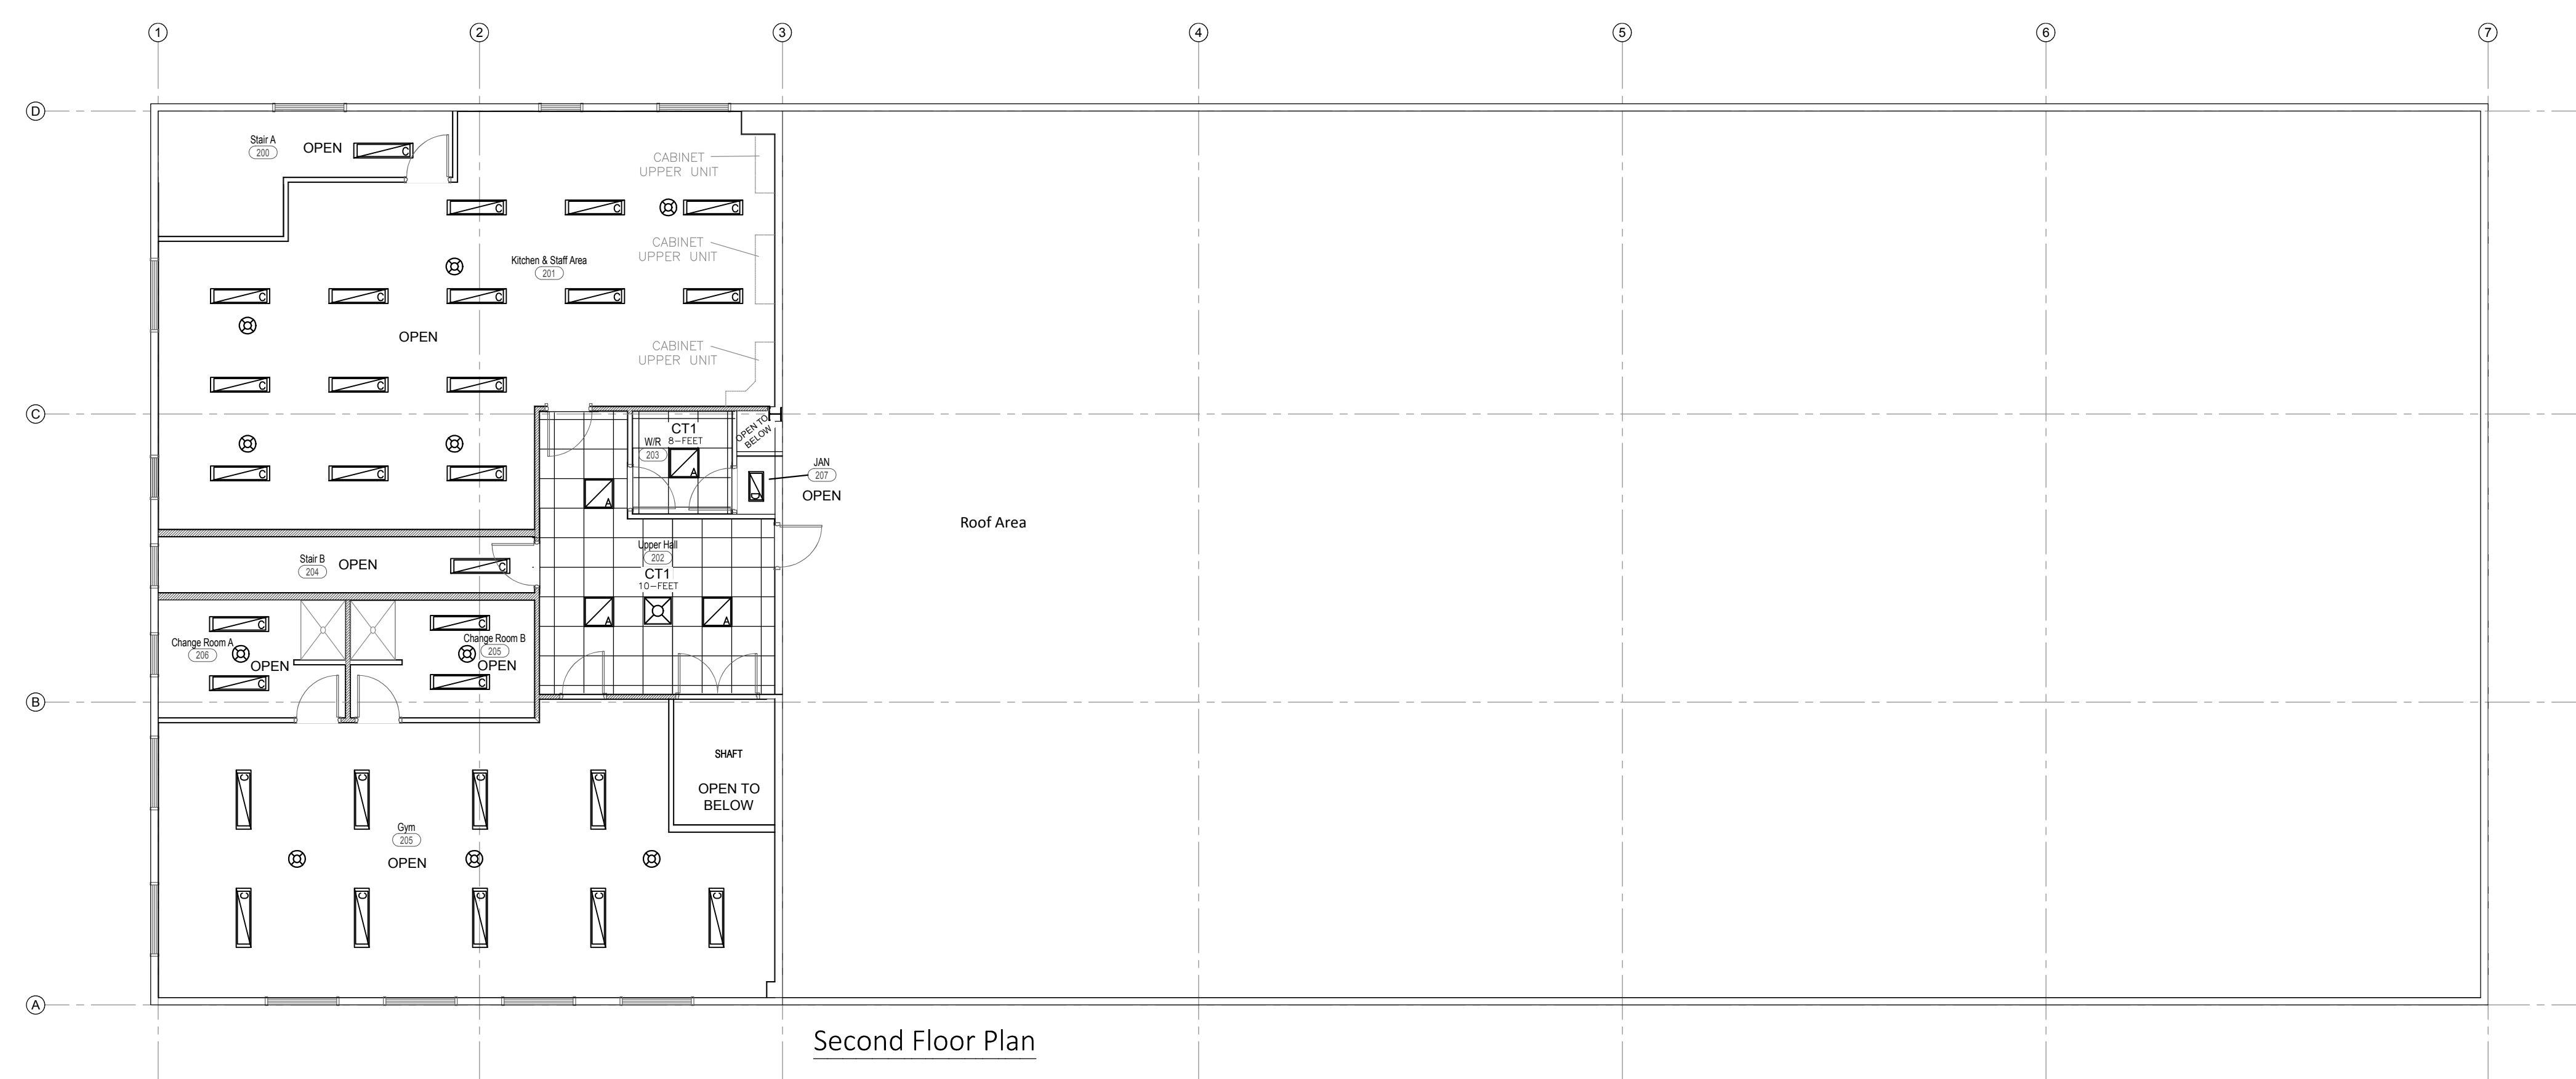 1
2
3
4
5
6
7
D
Stair A
200
OPEN
C
CABINET
UPPER UNIT
C
C
C
CABINET
UPPER UNIT
Kitchen & Staff Area
201
C
C
C
C
C
OPEN
CABINET
UPPER UNIT
C
C
C
C
OPEN TO
BELOW
CT1
8-FEET
W/R
203
A
C
C
C
JAN
207
D
OPEN
A
Roof Area
Stair B
204
OPEN
C
Upper Hall
202
CT1
10-FEET
A
A
C
C
Change Room A
206
OPEN
Change Room B
205
OPEN
C
C
B
SHAFT
OPEN TO
BELOW
C
C
C
C
Gym
205
OPEN
C
C
C
C
C
A
Second Floor Plan